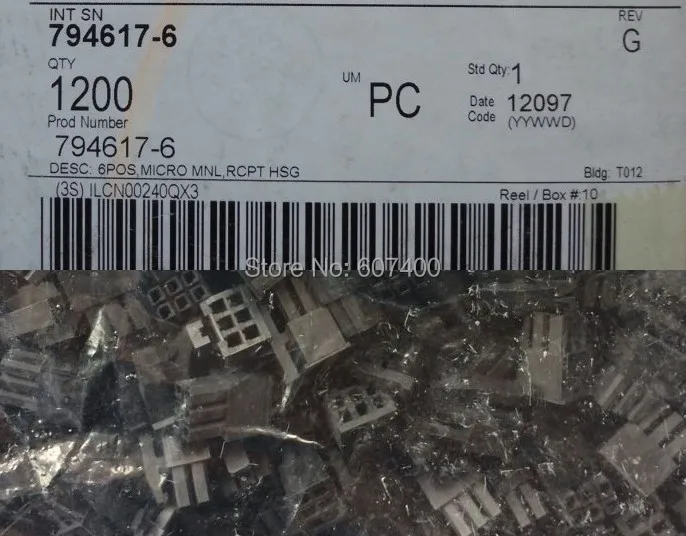 INT SN
REV
794617-6
G
QTY
UM
Std Qty: 1
1200
PC
Date Code 12097
(YYWWD)
Prod Number
794617-6
DESC: 6POS,MICRO MNL,RCPT HSG
Bldg: T012
(3S) ILCN00240QX3
Reel / Box #:10
Store No: 607400